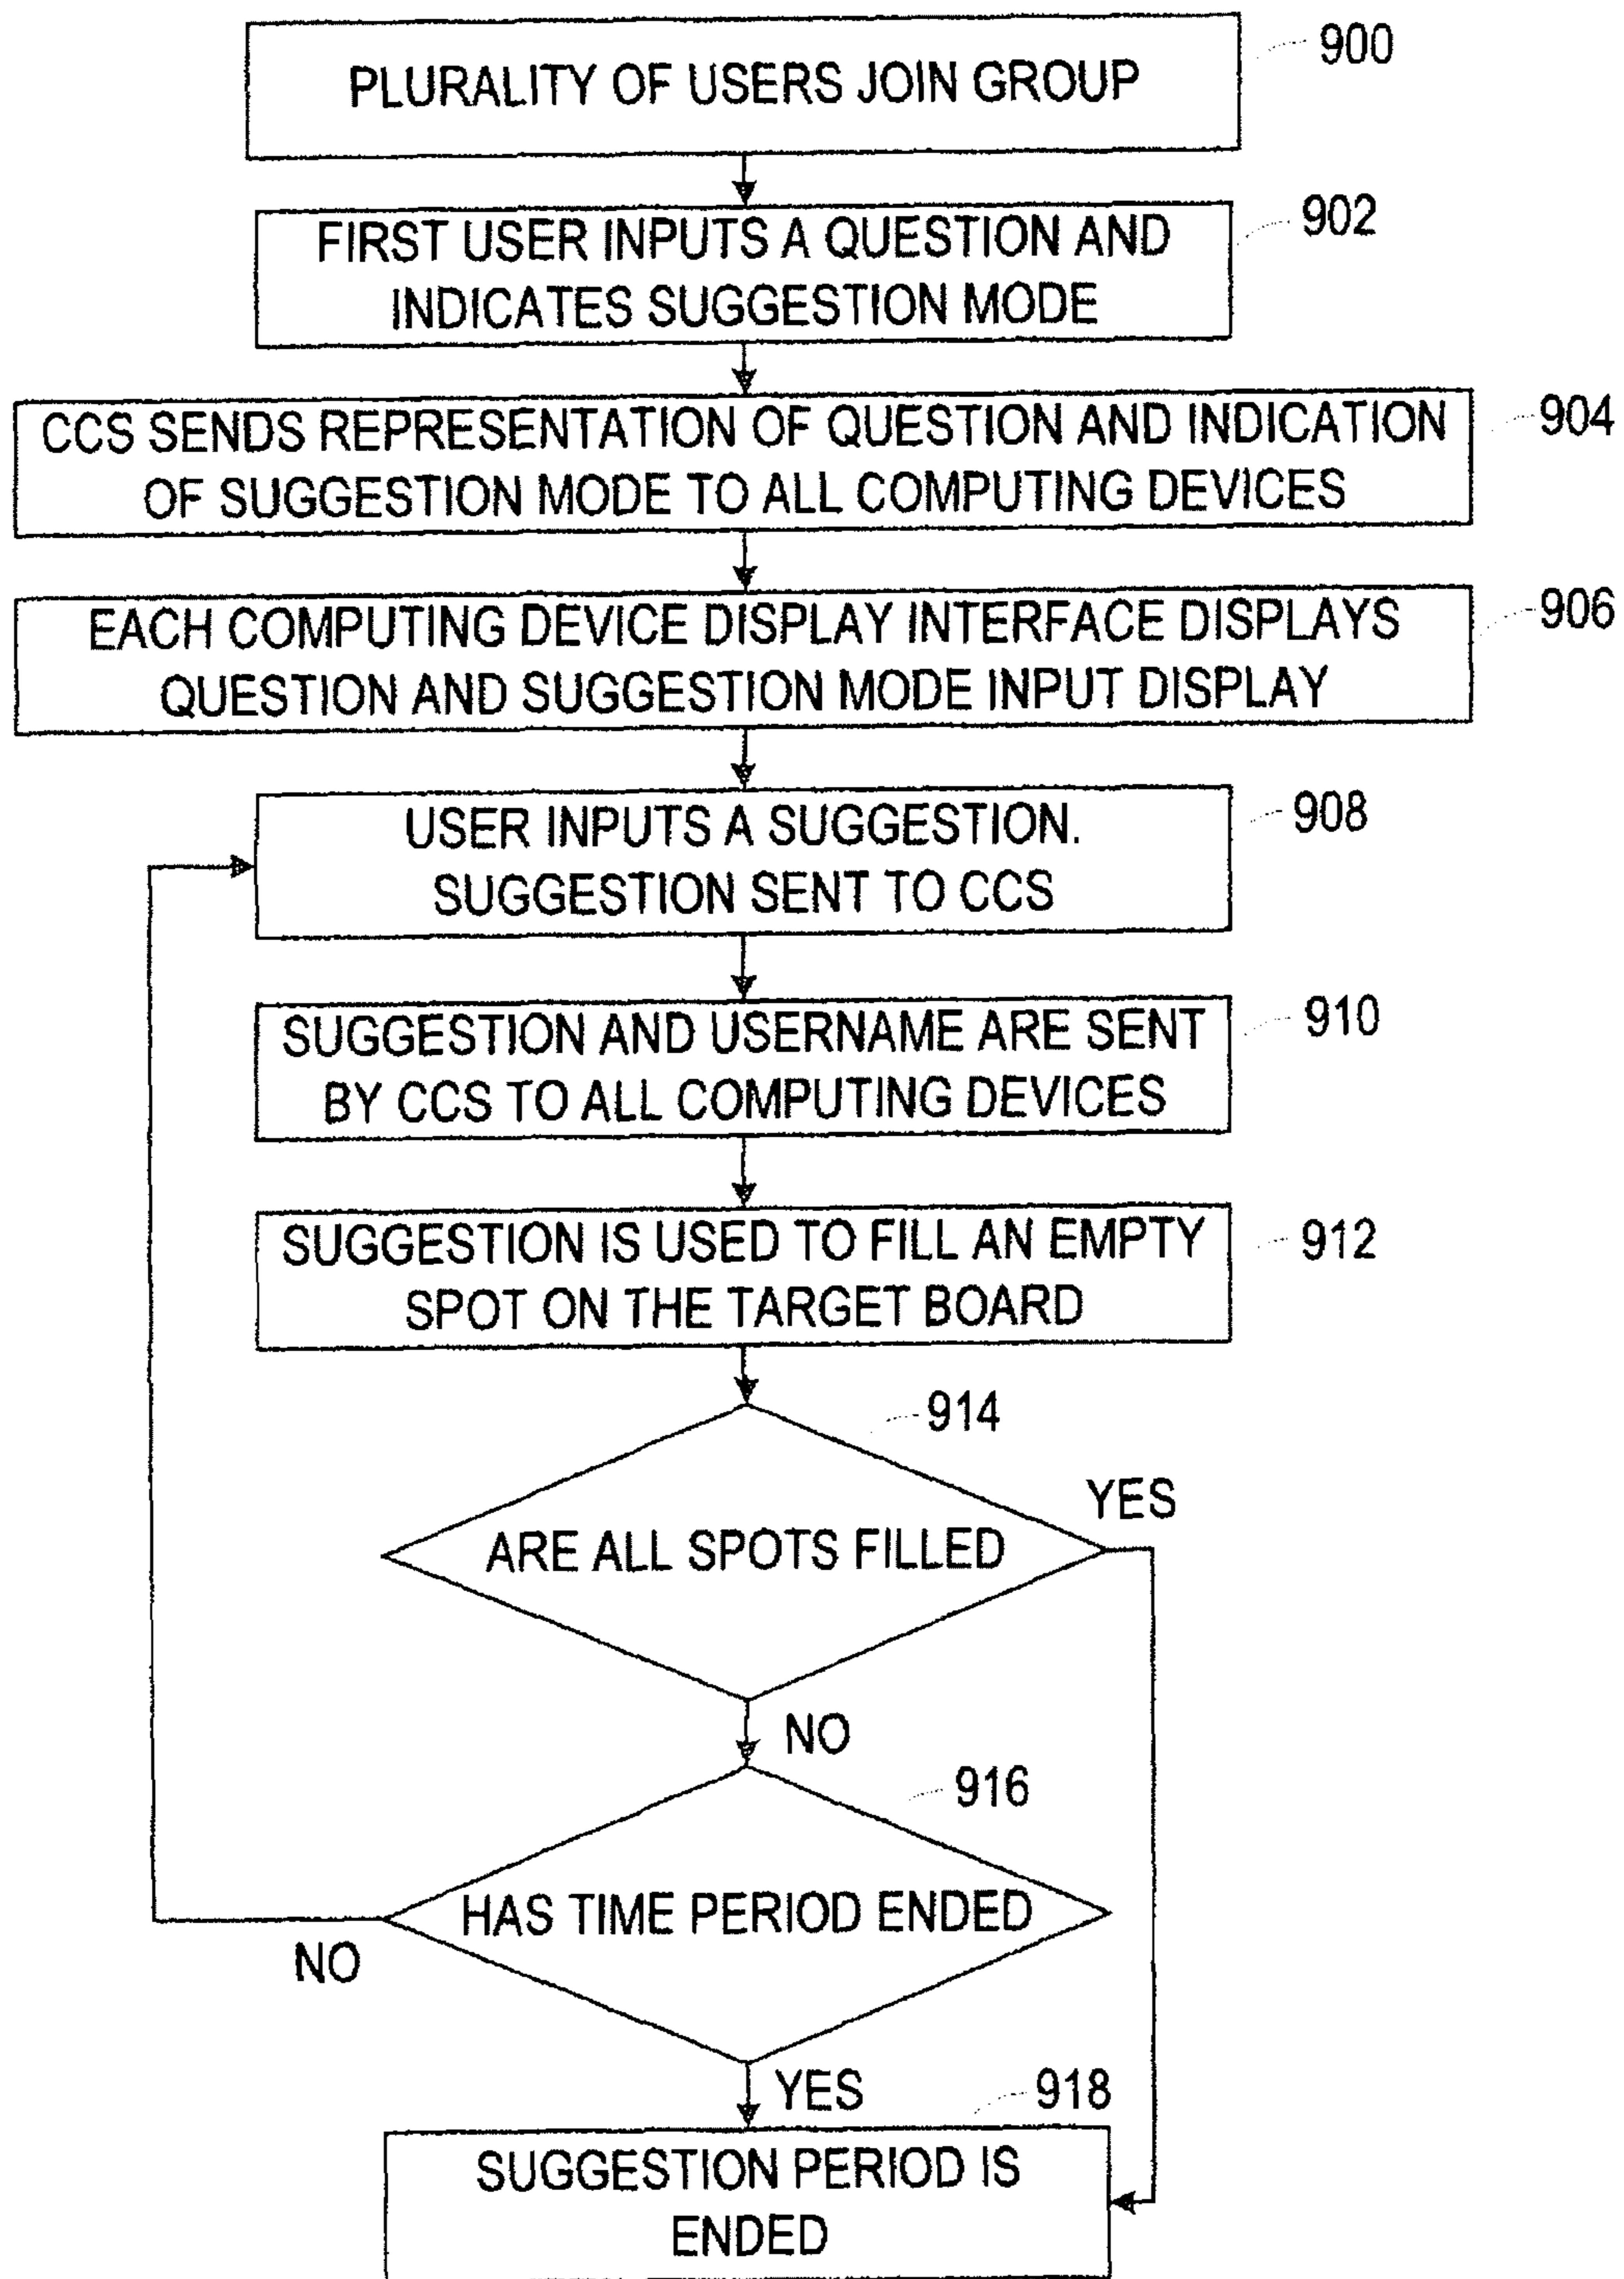 PLURALITY OF USERS JOIN GROUP
900
FIRST USER INPUTS A QUESTION AND
INDICATES SUGGESTION MODE
902
CCS SENDS REPRESENTATION OF QUESTION AND INDICATION
OF SUGGESTION MODE TO ALL COMPUTING DEVICES
904
EACH COMPUTING DEVICE DISPLAY INTERFACE DISPLAYS
QUESTION AND SUGGESTION MODE INPUT DISPLAY
906
USER INPUTS A SUGGESTION.
SUGGESTION SENT TO CCS
908
SUGGESTION AND USERNAME ARE SENT
BY CCS TO ALL COMPUTING DEVICES
910
SUGGESTION IS USED TO FILL AN EMPTY
SPOT ON THE TARGET BOARD
912
914
YES
ARE ALL SPOTS FILLED
NO
916
HAS TIME PERIOD ENDED
NO
YES
918
SUGGESTION PERIOD IS
ENDED